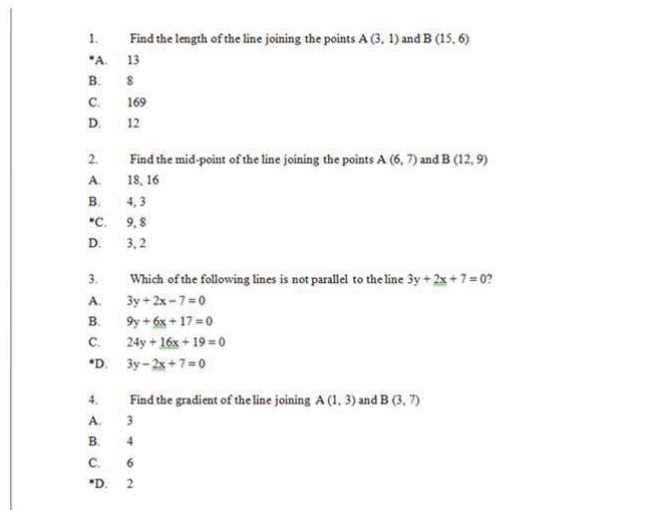 1. Find the length of the line joining the points A (3, 1) and B (15, 6)
*A. 13
B. 8
C. 169
D. 12
2. Find the mid-point of the line joining the points A (6, 7) and B (12, 9)
A. 18, 16
B. 4, 3
*C. 9, 8
D. 3, 2
3. Which of the following lines is not parallel to the line 3y + 2x + 7 = 0?
A. 3y + 2x – 7 = 0
B. 9y + 6x + 17 = 0
C. 24y + 16x + 19 = 0
*D. 3y – 2x + 7 = 0
4. Find the gradient of the line joining A (1, 3) and B (3, 7)
A. 3
B. 4
C. 6
*D. 2